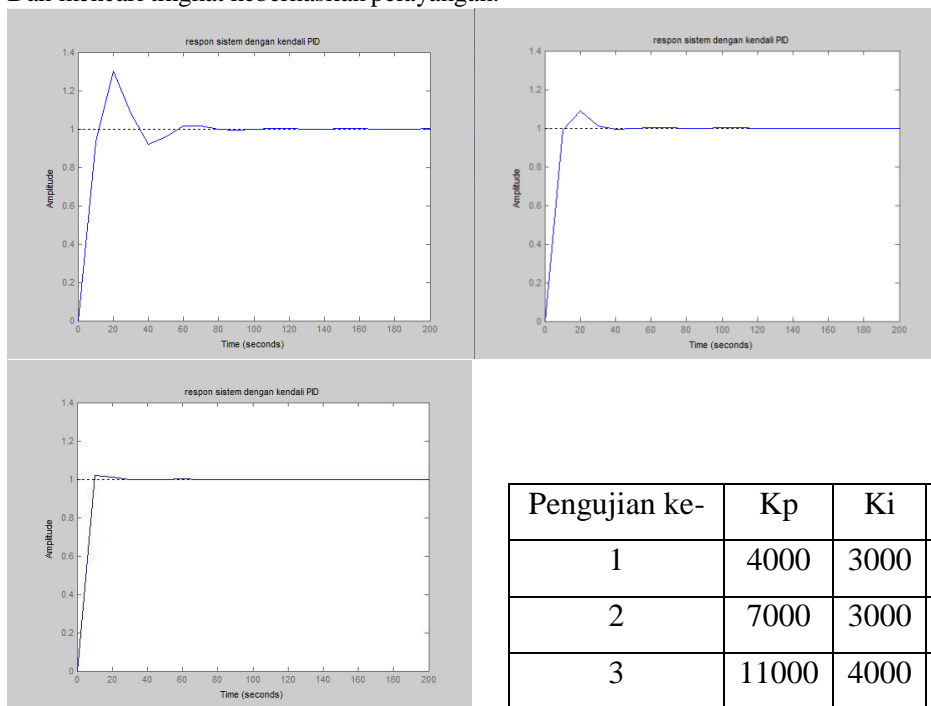 Dan mencari tingkat keberhasilan pelayangan.
respon sistem dengan kendali PID
1.4
1.2
1
0.8
0.6
0.4
0.2
0
Amplitude
0 20 40 60 80 100 120 140 160 180 200
Time (seconds)
respon sistem dengan kendali PID
1.4
1.2
1
0.8
0.6
0.4
0.2
0
Amplitude
0 20 40 60 80 100 120 140 160 180 200
Time (seconds)
respon sistem dengan kendali PID
1.4
1.2
1
0.8
0.6
0.4
0.2
0
Amplitude
0 20 40 60 80 100 120 140 160 180 200
Time (seconds)
Pengujian ke- Kp Ki
1 4000 3000
2 7000 3000
3 11000 4000